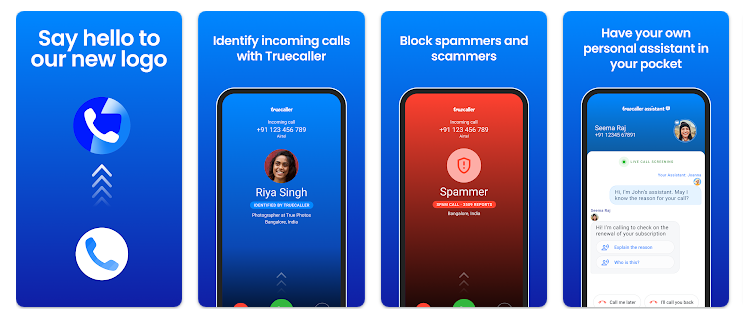 Say hello to
our new logo
Identify incoming calls
with Truecaller
truecaller
Incoming call
+91 123 456 789
Airtel
Riya Singh
IDENTIFIED BY TRUECALLER
Photographer at True Photos
Bangalore, India
Block spammers and
scammers
truecaller
Incoming call
+91 123 456 789
Airtel
Spammer
SPAM CALL - 2489 REPORTS
Bangalore, India
Have your own
personal assistant in
your pocket
truecaller assistant
Seema Raj
+91 12345 67891
LIVE CALL SCREENING
Your Assistant, Joanna
Hi, I'm John's assistant. May I
know the reason for your call?
Seema Raj
Hi! I'm calling to check on the
renewal of your subscription
Explain the reason
Who is this?
Call me later
I'll call you back